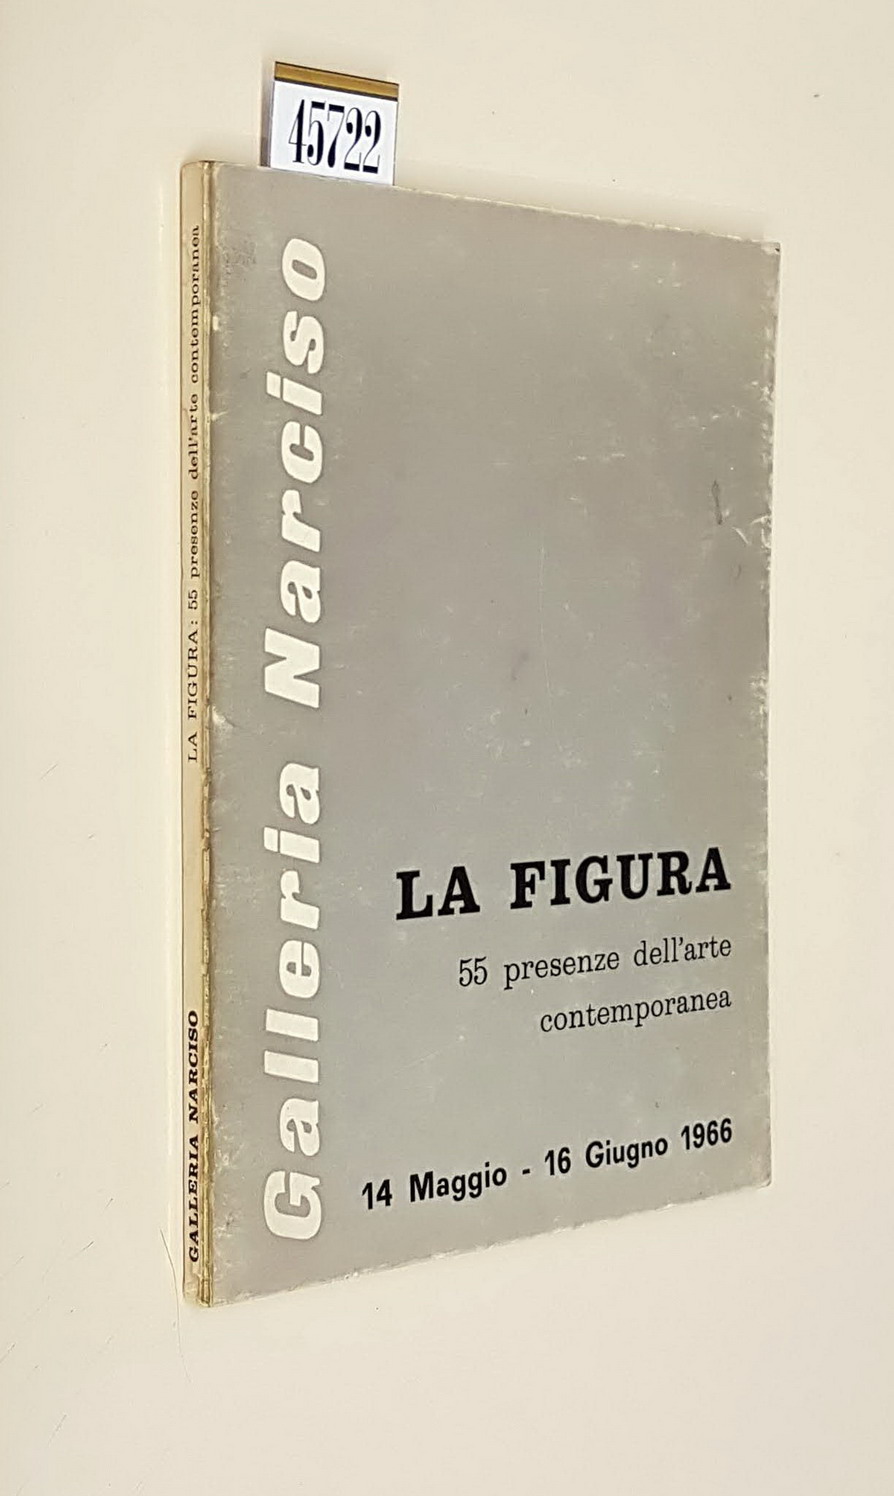 45722
Galleria Narciso
LA FIGURA
55 presenze dell'arte
contemporanea
14 Maggio - 16 Giugno 1966
GALLERIA NARCISO
LA FIGURA: 55 presenze dell'arte contemporanea